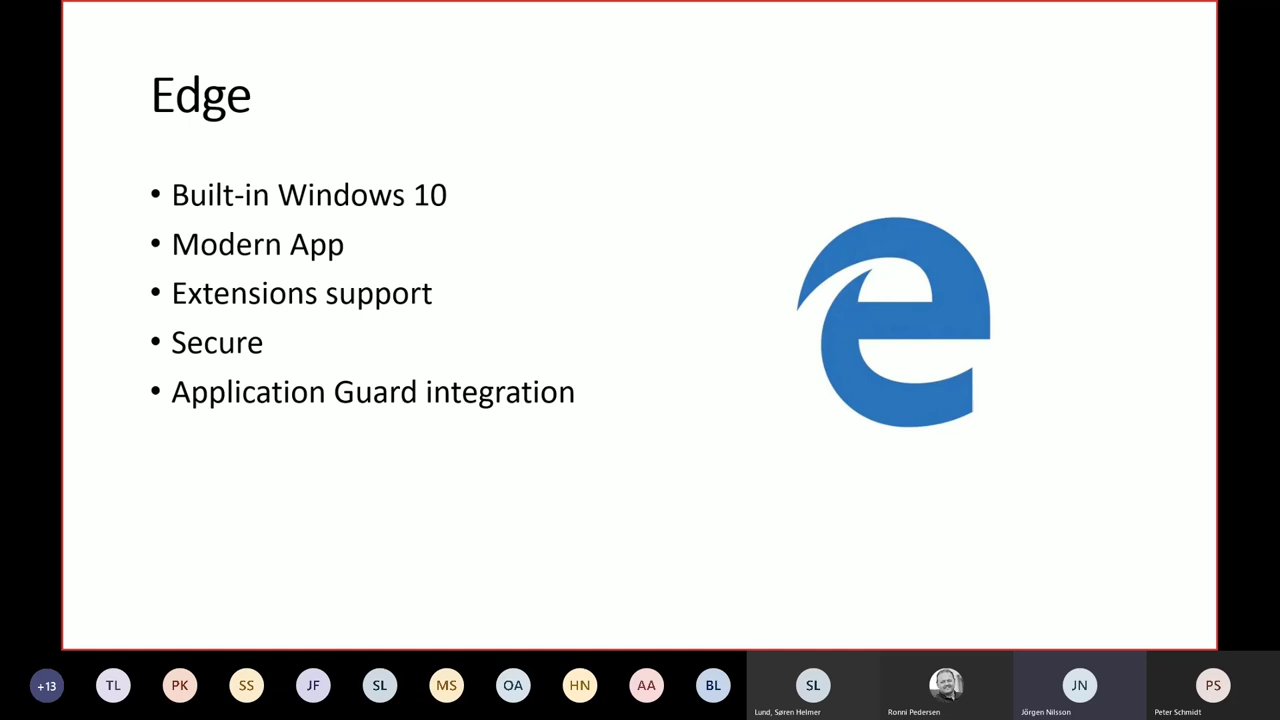 Edge
• Built-in Windows 10
• Modern App
• Extensions support
• Secure
• Application Guard integration
+13
TL
PK
SS
JF
SL
MS
OA
HN
AA
BL
SL
Lund, Søren Helmer
Ronni Pedersen
JN
Jörgen Nilsson
PS
Peter Schmidt